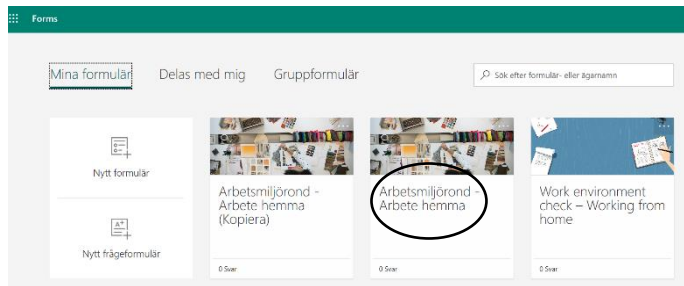 Forms
Mina formulär Delas med mig Gruppformulär
Sök efter formulär- eller ägarnamn
Nytt formulär
Nytt frågeformulär
Arbetsmiljörond -
Arbete hemma
(Kopiera)
0 Svar
Arbetsmiljörond -
Arbete hemma
0 Svar
Work environment
check – Working from
home
0 Svar